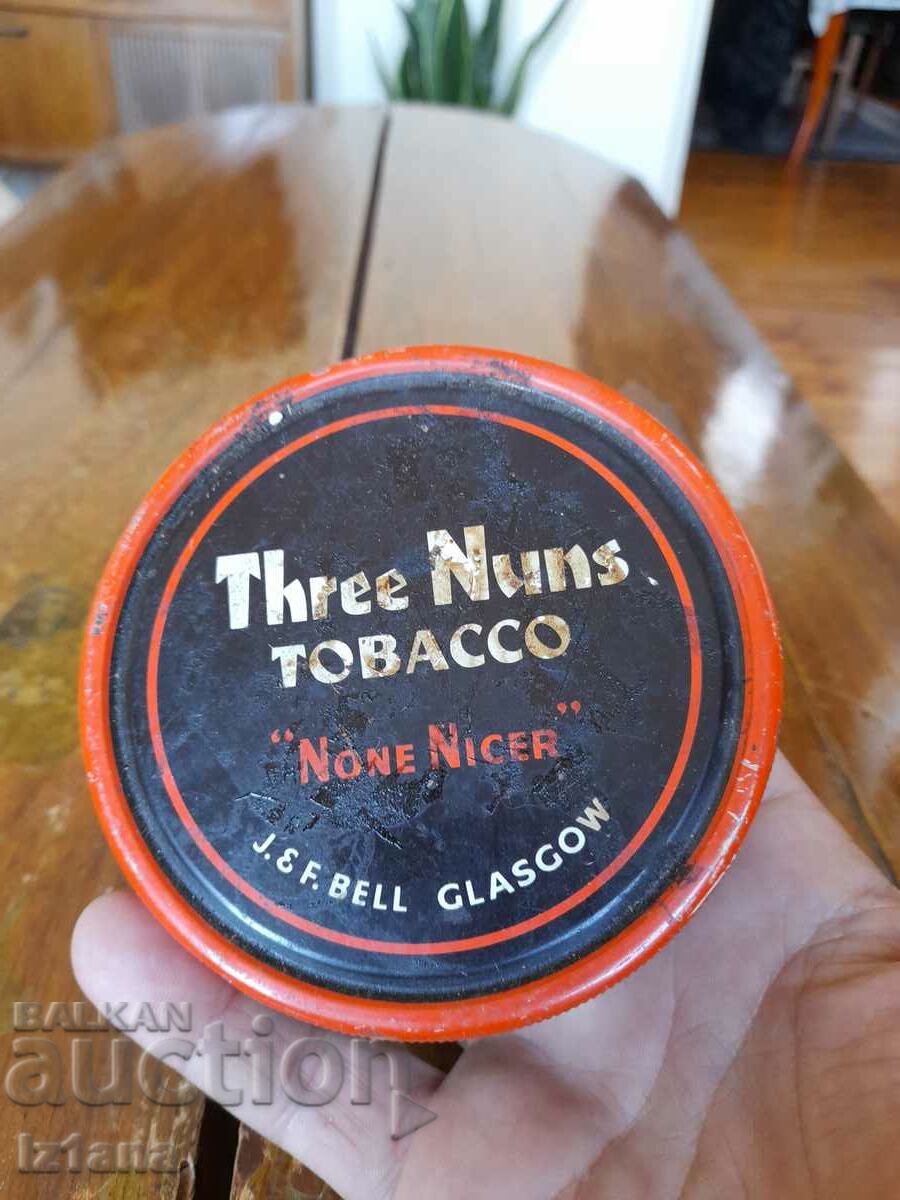 Three Nuns
TOBACCO
"NONE NICER"
J. & F. BELL GLASGOW
BALKAN
auction
iz1ana